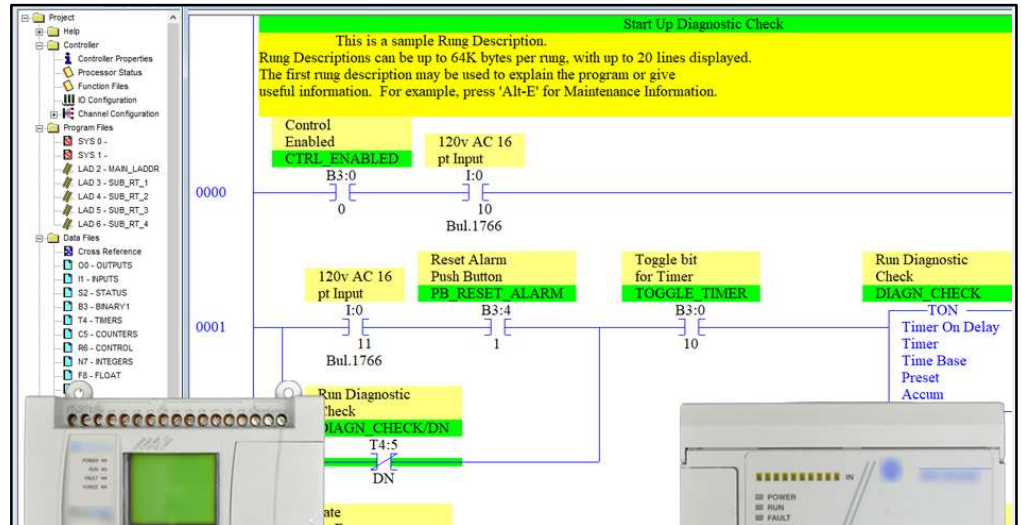 Project
Help
Controller
Controller Properties
Processor Status
Function Files
IO Configuration
Channel Configuration
Program Files
SYS 0 -
SYS 1 -
LAD 2 - MAIN_LADDR
LAD 3 - SUB_RT_1
LAD 4 - SUB_RT_2
LAD 5 - SUB_RT_3
LAD 6 - SUB_RT_4
Data Files
Cross Reference
O0 - OUTPUTS
I1 - INPUTS
S2 - STATUS
B3 - BINARY1
T4 - TIMERS
C5 - COUNTERS
R6 - CONTROL
N7 - INTEGERS
F8 - FLOAT
Start Up Diagnostic Check
This is a sample Rung Description.
Rung Descriptions can be up to 64K bytes per rung, with up to 20 lines displayed.
The first rung description may be used to explain the program or give
useful information. For example, press 'Alt-E' for Maintenance Information.
0000
Control
Enabled
CTRL_ENABLED
B3:0
0
120v AC 16
pt Input
I:0
10
Bul.1766
0001
120v AC 16
pt Input
I:0
11
Bul.1766
Reset Alarm
Push Button
PB_RESET_ALARM
B3:4
1
Toggle bit
for Timer
TOGGLE_TIMER
B3:0
10
Run Diagnostic
Check
DIAGN_CHECK
TON
Timer On Delay
Timer
Time Base
Preset
Accum
Run Diagnostic
Check
DIAGN_CHECK/DN
T4:5
DN
ate
POWER
RUN
FAULT
FORCE
IN
POWER
RUN
FAULT